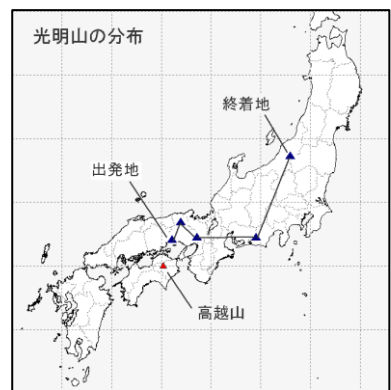 光明山の分布
終着地
出発地
高越山